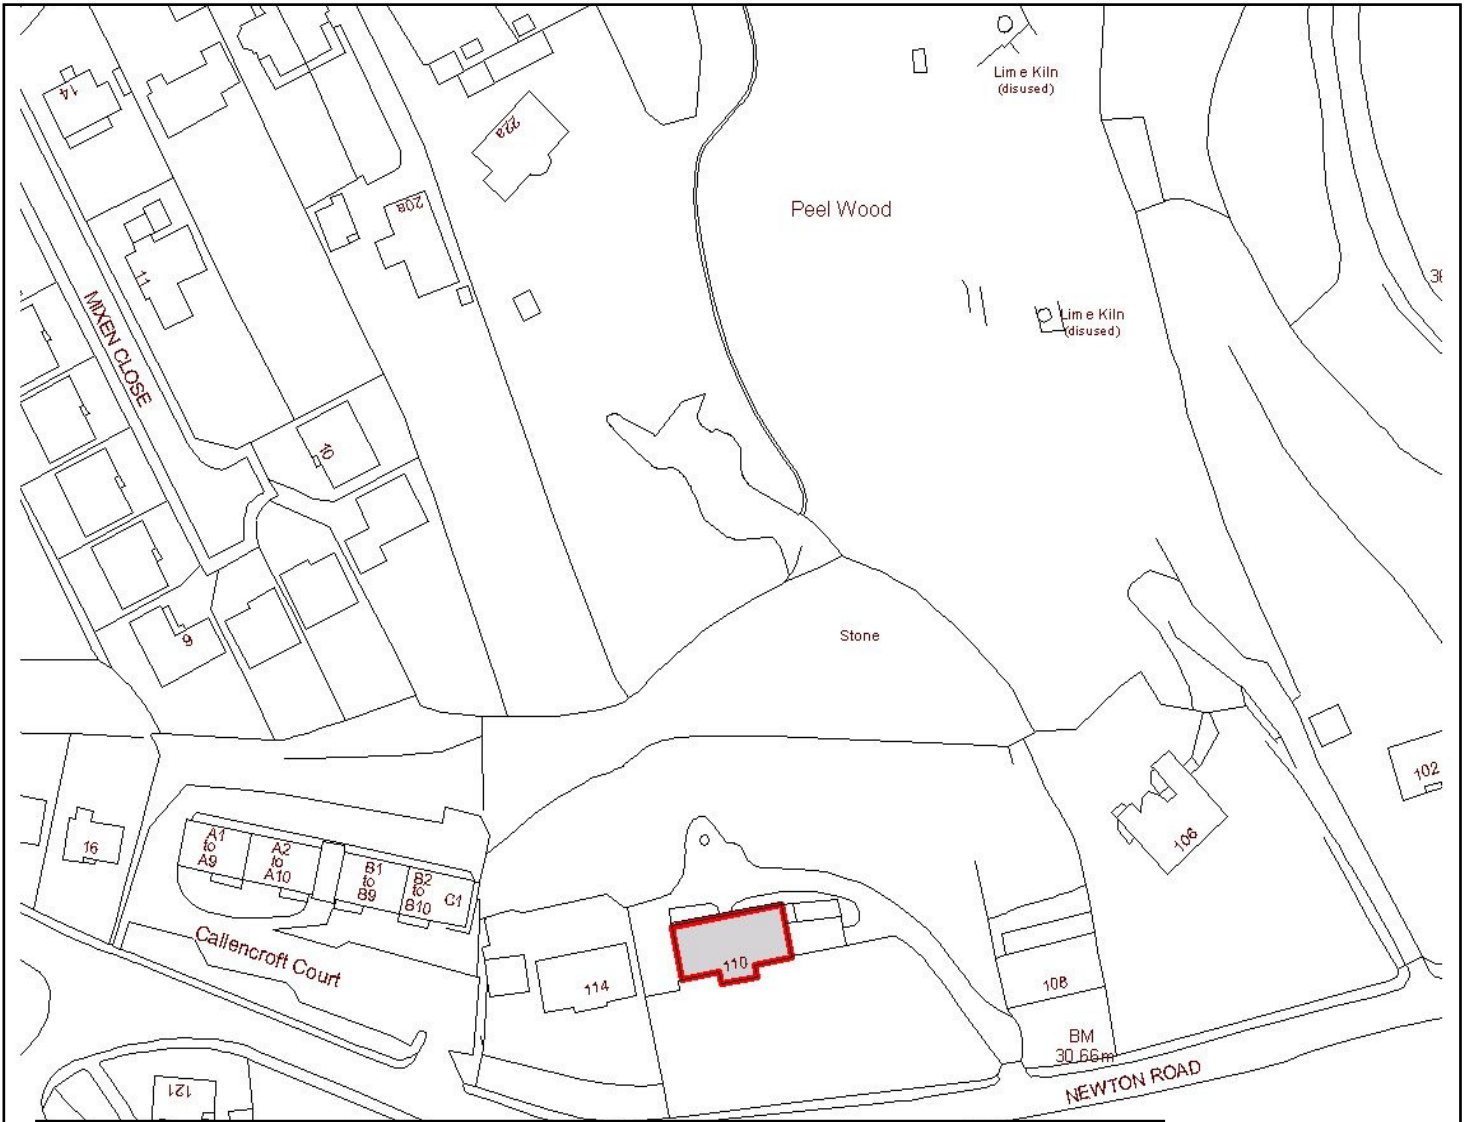 14
22a
Lime Kiln
(disused)
20a
Peel Wood
11
36
MIXEN CLOSE
Lime Kiln
(disused)
10
9
Stone
102
16
A1
to
A9
A2
to
A10
B1
to
B9
B2
to
B10
C1
106
Callencroft Court
114
110
108
BM
30.66m
NEWTON ROAD
121